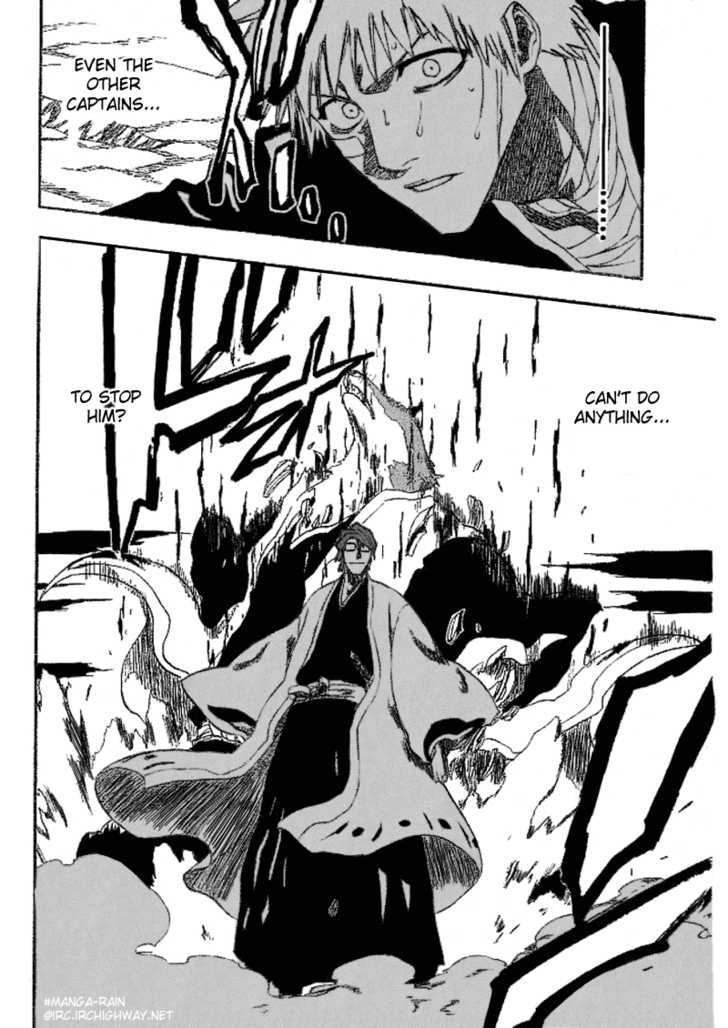 EVEN THE
OTHER
CAPTAINS...
CAN'T DO
ANYTHING...
TO STOP
HIM?
#MANGA-RAIN
@IRC.IRCHIGHWAY.NET